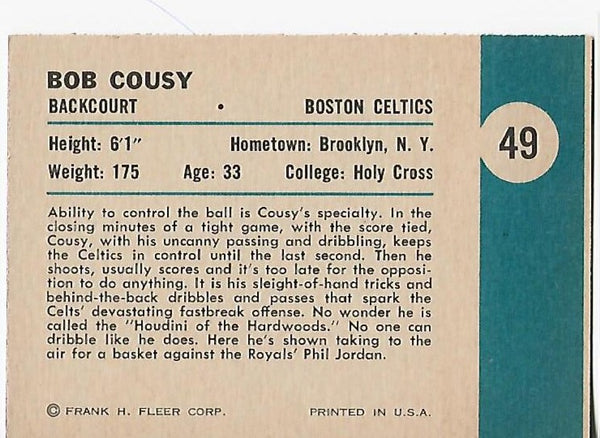 BOB COUSY
BACKCOURT • BOSTON CELTICS
Height: 6'1" Hometown: Brooklyn, N. Y.
Weight: 175 Age: 33 College: Holy Cross
49
Ability to control the ball is Cousy's specialty. In the
closing minutes of a tight game, with the score tied,
Cousy, with his uncanny passing and dribbling, keeps
the Celtics in control until the last second. Then he
shoots, usually scores and it's too late for the opposi-
tion to do anything. It is his sleight-of-hand tricks and
behind-the-back dribbles and passes that spark the
Celts' devastating fastbreak offense. No wonder he is
called the "Houdini of the Hardwoods." No one can
dribble like he does. Here he's shown taking to the
air for a basket against the Royals' Phil Jordan.
© FRANK H. FLEER CORP. PRINTED IN U.S.A.